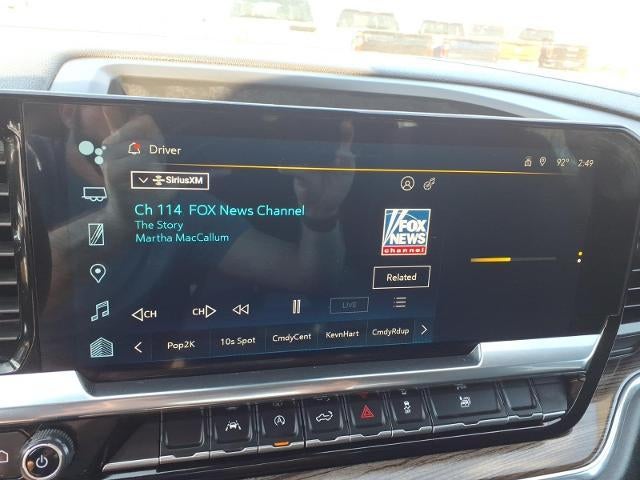 Driver
92° 2:49
SiriusXM
Ch 114 FOX News Channel
The Story
Martha MacCallum
FOX
NEWS
channel
Related
CH
CH
LIVE
Pop2K 10s Spot CmdyCent KevnHart CmdyRdup